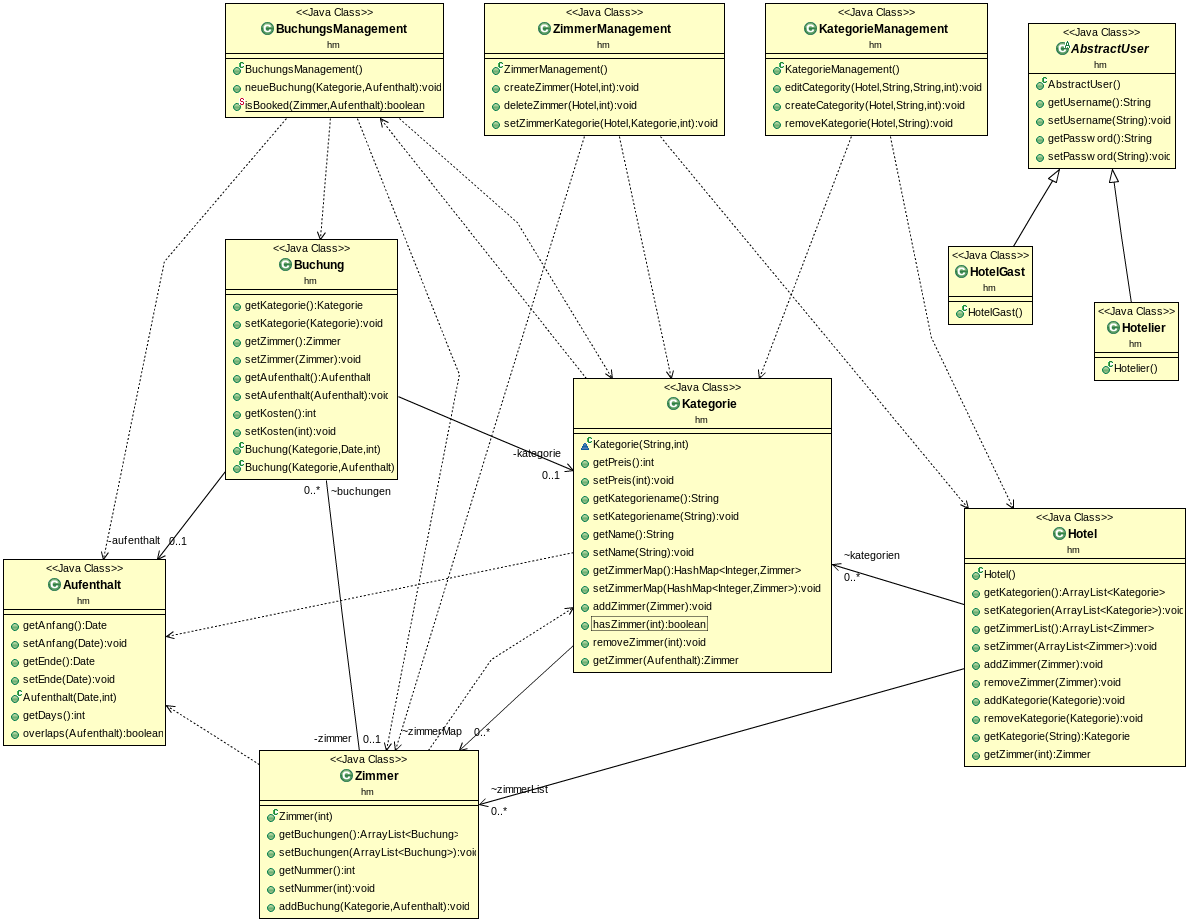 <<Java Class>>
BuchungsManagement
hm
BuchungsManagement()
neueBuchung(Kategorie,Aufenthalt):void
isBooked(Zimmer,Aufenthalt):boolean
<<Java Class>>
ZimmerManagement
hm
ZimmerManagement()
createZimmer(Hotel,int):void
deleteZimmer(Hotel,int):void
setZimmerKategorie(Hotel,Kategorie,int):void
<<Java Class>>
KategorieManagement
hm
KategorieManagement()
editCategority(Hotel,String,String,int):void
createCategority(Hotel,String,int):void
removeKategorie(Hotel,String):void
<<Java Class>>
AbstractUser
hm
AbstractUser()
getUsername():String
setUsername(String):void
getPassword():String
setPassword(String):void
<<Java Class>>
Buchung
hm
getKategorie():Kategorie
setKategorie(Kategorie):void
getZimmer():Zimmer
setZimmer(Zimmer):void
getAufenthalt():Aufenthalt
setAufenthalt(Aufenthalt):void
getKosten():int
setKosten(int):void
Buchung(Kategorie,Date,int)
Buchung(Kategorie,Aufenthalt)
<<Java Class>>
HotelGast
hm
HotelGast()
<<Java Class>>
Hotelier
hm
Hotelier()
<<Java Class>>
Kategorie
hm
Kategorie(String,int)
getPreis():int
setPreis(int):void
getKategoriename():String
setKategoriename(String):void
getName():String
setName(String):void
getZimmerMap():HashMap<Integer,Zimmer>
setZimmerMap(HashMap<Integer,Zimmer>):void
addZimmer(Zimmer):void
hasZimmer(int):boolean
removeZimmer(int):void
getZimmer(Aufenthalt):Zimmer
-kategorie
0..1
0..*
~buchungen
-aufenthalt
0..1
<<Java Class>>
Aufenthalt
hm
getAnfang():Date
setAnfang(Date):void
getEnde():Date
setEnde(Date):void
Aufenthalt(Date,int)
getDays():int
overlaps(Aufenthalt):boolean
~kategorien
0..*
<<Java Class>>
Hotel
hm
Hotel()
getKategorien():ArrayList<Kategorie>
setKategorien(ArrayList<Kategorie>):void
getZimmerList():ArrayList<Zimmer>
setZimmer(ArrayList<Zimmer>):void
addZimmer(Zimmer):void
removeZimmer(Zimmer):void
addKategorie(Kategorie):void
removeKategorie(Kategorie):void
getKategorie(String):Kategorie
getZimmer(int):Zimmer
-zimmer
0..1
~zimmerMap
0..*
~zimmerList
0..*
<<Java Class>>
Zimmer
hm
Zimmer(int)
getBuchungen():ArrayList<Buchung>
setBuchungen(ArrayList<Buchung>):void
getNummer():int
setNummer(int):void
addBuchung(Kategorie,Aufenthalt):void